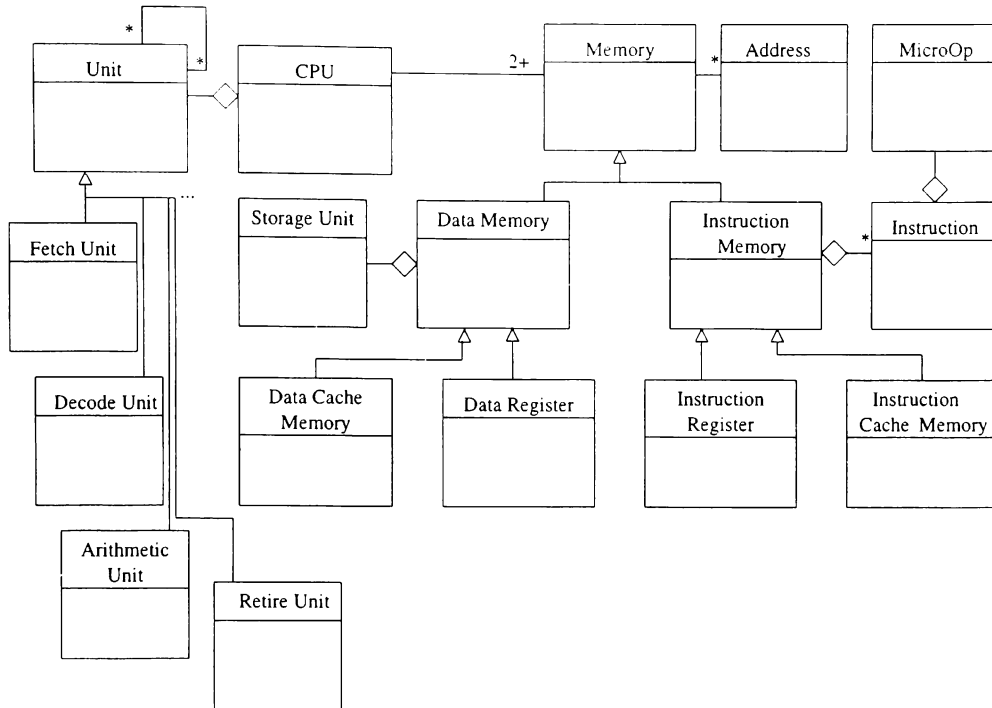 *
*
Unit
CPU
2+
Memory
*
Address
MicroOp
...
Storage Unit
Data Memory
Instruction
Memory
*
Instruction
Fetch Unit
Decode Unit
Data Cache
Memory
Data Register
Instruction
Register
Instruction
Cache Memory
Arithmetic
Unit
Retire Unit